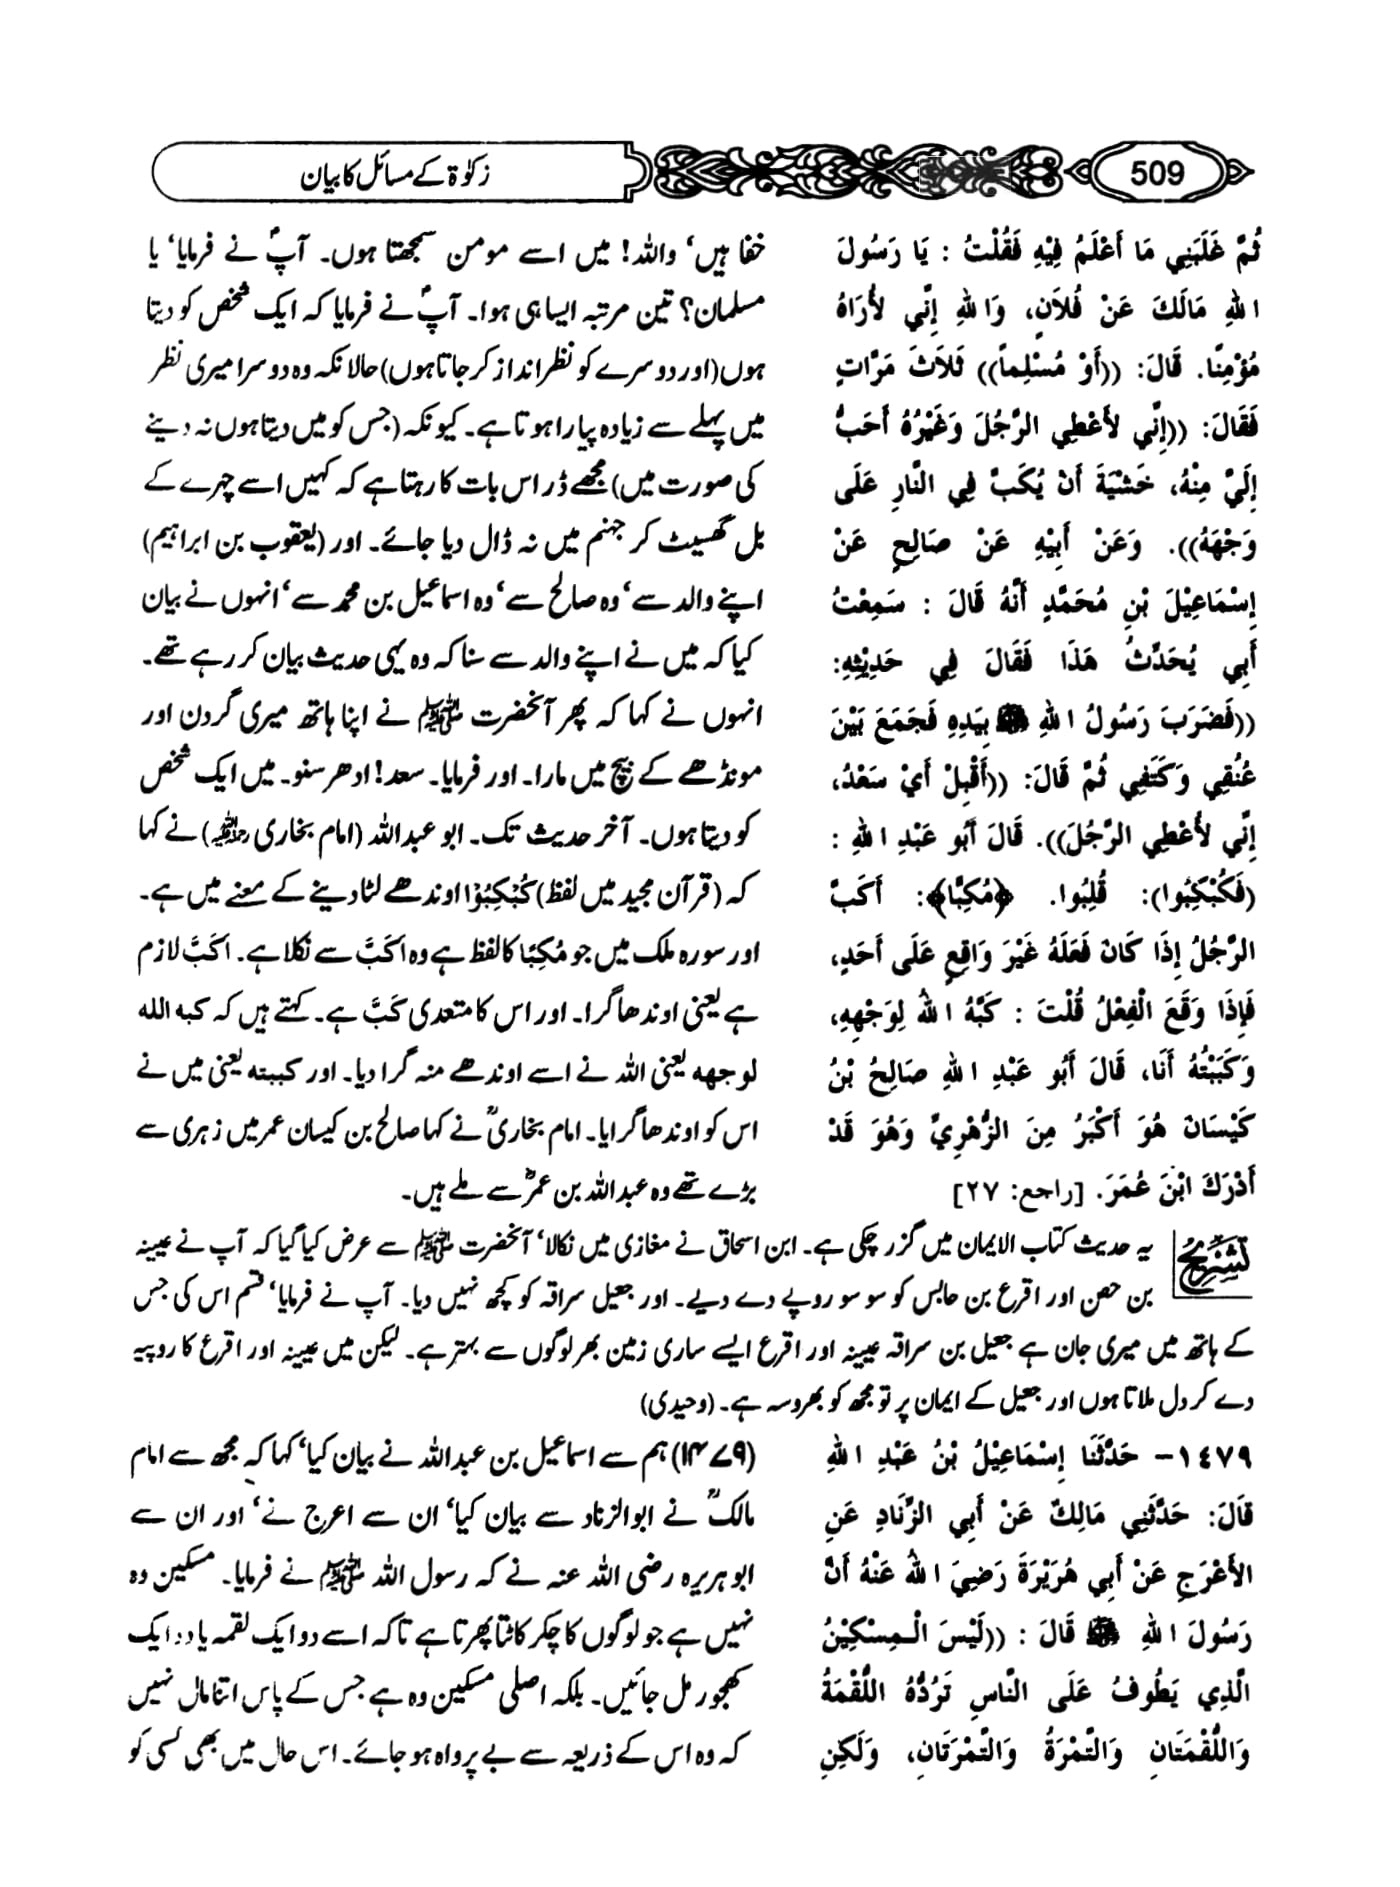 509
زکوٰۃ کے مسائل کا بیان
ثُمَّ غَلَبَنِي مَا أَعْلَمُ فِيْهِ فَقُلْتُ : يَا رَسُولَ
اللهِ مَالَكَ عَنْ فُلاَنٍ، وَاللهِ إِنِّي لأُرَاهُ
مُؤْمِنًا. قَالَ: ((أَوْ مُسْلِماً)) ثَلاَثَ مَرَّاتٍ
فَقَالَ: ((إِنِّي لأُعْطِي الرَّجُلَ وَغَيْرُهُ أَحَبُّ
إِلَيَّ مِنْهُ، خَشْيَةَ أَنْ يُكَبَّ فِي النَّارِ عَلَى
وَجْهَهُ)). وَعَنْ أَبِيْهِ عَنْ صَالِحٍ عَنْ
إِسْمَاعِيْلَ بْنِ مُحَمَّدٍ أَنَّهُ قَالَ : سَمِعْتُ
أَبِي يُحَدِّثُ هَذَا فَقَالَ فِي حَدِيْثِهِ:
((فَضَرَبَ رَسُولُ اللهِ ﷺ بِيَدِهِ فَجَمَعَ بَيْنَ
عُنُقِي وَكَتَفِي ثُمَّ قَالَ: ((أَقْبِلْ أَيْ سَعْدُ،
إِنِّي لأُعْطِي الرَّجُلَ)). قَالَ أَبُو عَبْدِ اللهِ :
(فَكُبْكِبُوا): قُلِبُوا. ﴿مُكِبًّا﴾: أَكَبَّ
الرَّجُلُ إِذَا كَانَ فَعَلَهُ غَيْرَ وَاقِعٍ عَلَى أَحَدٍ،
فَإِذَا وَقَعَ الْفِعْلُ قُلْتَ : كَبَّهُ اللهُ لِوَجْهِهِ،
وَكَبَبْتُهُ أَنَا، قَالَ أَبُو عَبْدِ اللهِ صَالِحُ بْنُ
كَيْسَانَ هُوَ أَكْبَرُ مِنَ الزُّهْرِيِّ وَهُوَ قَدْ
أَدْرَكَ ابْنَ عُمَرَ. [راجع: ٢٧]
خفا ہیں‘ واللہ! میں اسے مومن سمجھتا ہوں۔ آپؐ نے فرمایا‘ یا
مسلمان؟ تین مرتبہ ایسا ہی ہوا۔ آپؐ نے فرمایا کہ ایک شخص کو دیتا
ہوں (اور دوسرے کو نظر انداز کر جاتا ہوں) حالانکہ وہ دوسرا میری نظر
میں پہلے سے زیادہ پیارا ہوتا ہے۔ کیونکہ (جس کو میں دیتا ہوں نہ دینے
کی صورت میں) مجھے ڈر اس بات کا رہتا ہے کہ کہیں اسے چہرے کے
بل گھسیٹ کر جہنم میں نہ ڈال دیا جائے۔ اور (یعقوب بن ابراہیم)
اپنے والد سے‘ وہ صالح سے‘ وہ اسماعیل بن محمد سے‘ انہوں نے بیان
کیا کہ میں نے اپنے والد سے سنا کہ وہ یہی حدیث بیان کر رہے تھے۔
انہوں نے کہا کہ پھر آنحضرت ﷺ نے اپنا ہاتھ میری گردن اور
مونڈھے کے بیچ میں مارا۔ اور فرمایا۔ سعد! ادھر سنو۔ میں ایک شخص
کو دیتا ہوں۔ آخر حدیث تک۔ ابو عبداللہ (امام بخاری رحمہ اللہ) نے کہا
کہ (قرآن مجید میں لفظ) كُبْكِبُوْا اوندھے لٹا دینے کے معنے میں ہے۔
اور سورہ ملک میں جو مُكِبًّا کا لفظ ہے وہ اَكَبَّ سے نکلا ہے۔ اَكَبَّ لازم
ہے یعنی اوندھا گرا۔ اور اس کا متعدی كَبَّ ہے۔ کہتے ہیں کہ كبه الله
لوجهه یعنی اللہ نے اسے اوندھے منہ گرا دیا۔ اور كببته یعنی میں نے
اس کو اوندھا گرایا۔ امام بخاریؒ نے کہا صالح بن کیسان عمر میں زہری سے
بڑے تھے وہ عبداللہ بن عمرؓ سے ملے ہیں۔
تشریح یہ حدیث کتاب الایمان میں گزر چکی ہے۔ ابن اسحاق نے مغازی میں نکالا‘ آنحضرت ﷺ سے عرض کیا گیا کہ آپ نے عیینہ
بن حصن اور اقرع بن حابس کو سو سو روپے دے دیے۔ اور جعیل سراقہ کو کچھ نہیں دیا۔ آپ نے فرمایا‘ قسم اس کی جس
کے ہاتھ میں میری جان ہے جعیل بن سراقہ عیینہ اور اقرع ایسے ساری زمین بھر لوگوں سے بہتر ہے۔ لیکن میں عیینہ اور اقرع کا روپیہ
دے کر دل ملاتا ہوں اور جعیل کے ایمان پر تو مجھ کو بھروسہ ہے۔ (وحیدی)
١٤٧٩- حَدَّثَنَا إِسْمَاعِيْلُ بْنُ عَبْدِ اللهِ
قَالَ: حَدَّثَنِي مَالِكٌ عَنْ أَبِي الزِّنَادِ عَنِ
الأَعْرَجِ عَنْ أَبِي هُرَيْرَةَ رَضِيَ اللهُ عَنْهُ أَنَّ
رَسُولَ اللهِ ﷺ قَالَ : ((لَيْسَ الْمِسْكِيْنُ
الَّذِي يَطُوفُ عَلَى النَّاسِ تَرُدُّهُ اللُّقْمَةُ
وَاللُّقْمَتَانِ وَالتَّمْرَةُ وَالتَّمْرَتَانِ، وَلَكِنِ
(۱۴۷۹) ہم سے اسماعیل بن عبداللہ نے بیان کیا‘ کہا کہ مجھ سے امام
مالکؒ نے ابوالزناد سے بیان کیا‘ ان سے اعرج نے‘ اور ان سے
ابوہریرہ رضی اللہ عنہ نے کہ رسول اللہ ﷺ نے فرمایا۔ مسکین وہ
نہیں ہے جو لوگوں کا چکر کاٹتا پھرتا ہے تاکہ اسے دو ایک لقمہ یا دو ایک
کھجور مل جائیں۔ بلکہ اصلی مسکین وہ ہے جس کے پاس اتنا مال نہیں
کہ وہ اس کے ذریعہ سے بے پرواہ ہو جائے۔ اس حال میں بھی کسی کو